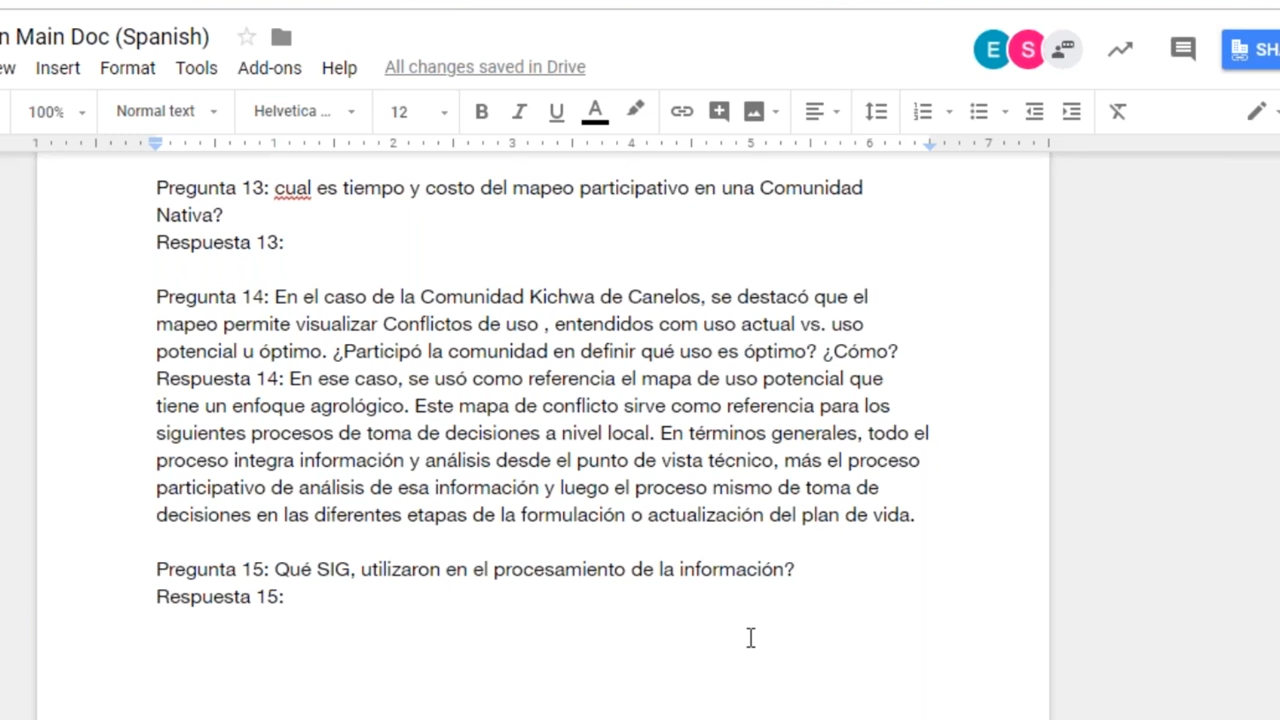 n Main Doc (Spanish)
E S SH
ew Insert Format Tools Add-ons Help All changes saved in Drive
100% Normal text Helvetica ... 12 B I U A
1 1 2 3 4 5 6 7
Pregunta 13: cual es tiempo y costo del mapeo participativo en una Comunidad
Nativa?
Respuesta 13:
Pregunta 14: En el caso de la Comunidad Kichwa de Canelos, se destacó que el
mapeo permite visualizar Conflictos de uso , entendidos com uso actual vs. uso
potencial u óptimo. ¿Participó la comunidad en definir qué uso es óptimo? ¿Cómo?
Respuesta 14: En ese caso, se usó como referencia el mapa de uso potencial que
tiene un enfoque agrológico. Este mapa de conflicto sirve como referencia para los
siguientes procesos de toma de decisiones a nivel local. En términos generales, todo el
proceso integra información y análisis desde el punto de vista técnico, más el proceso
participativo de análisis de esa información y luego el proceso mismo de toma de
decisiones en las diferentes etapas de la formulación o actualización del plan de vida.
Pregunta 15: Qué SIG, utilizaron en el procesamiento de la información?
Respuesta 15: